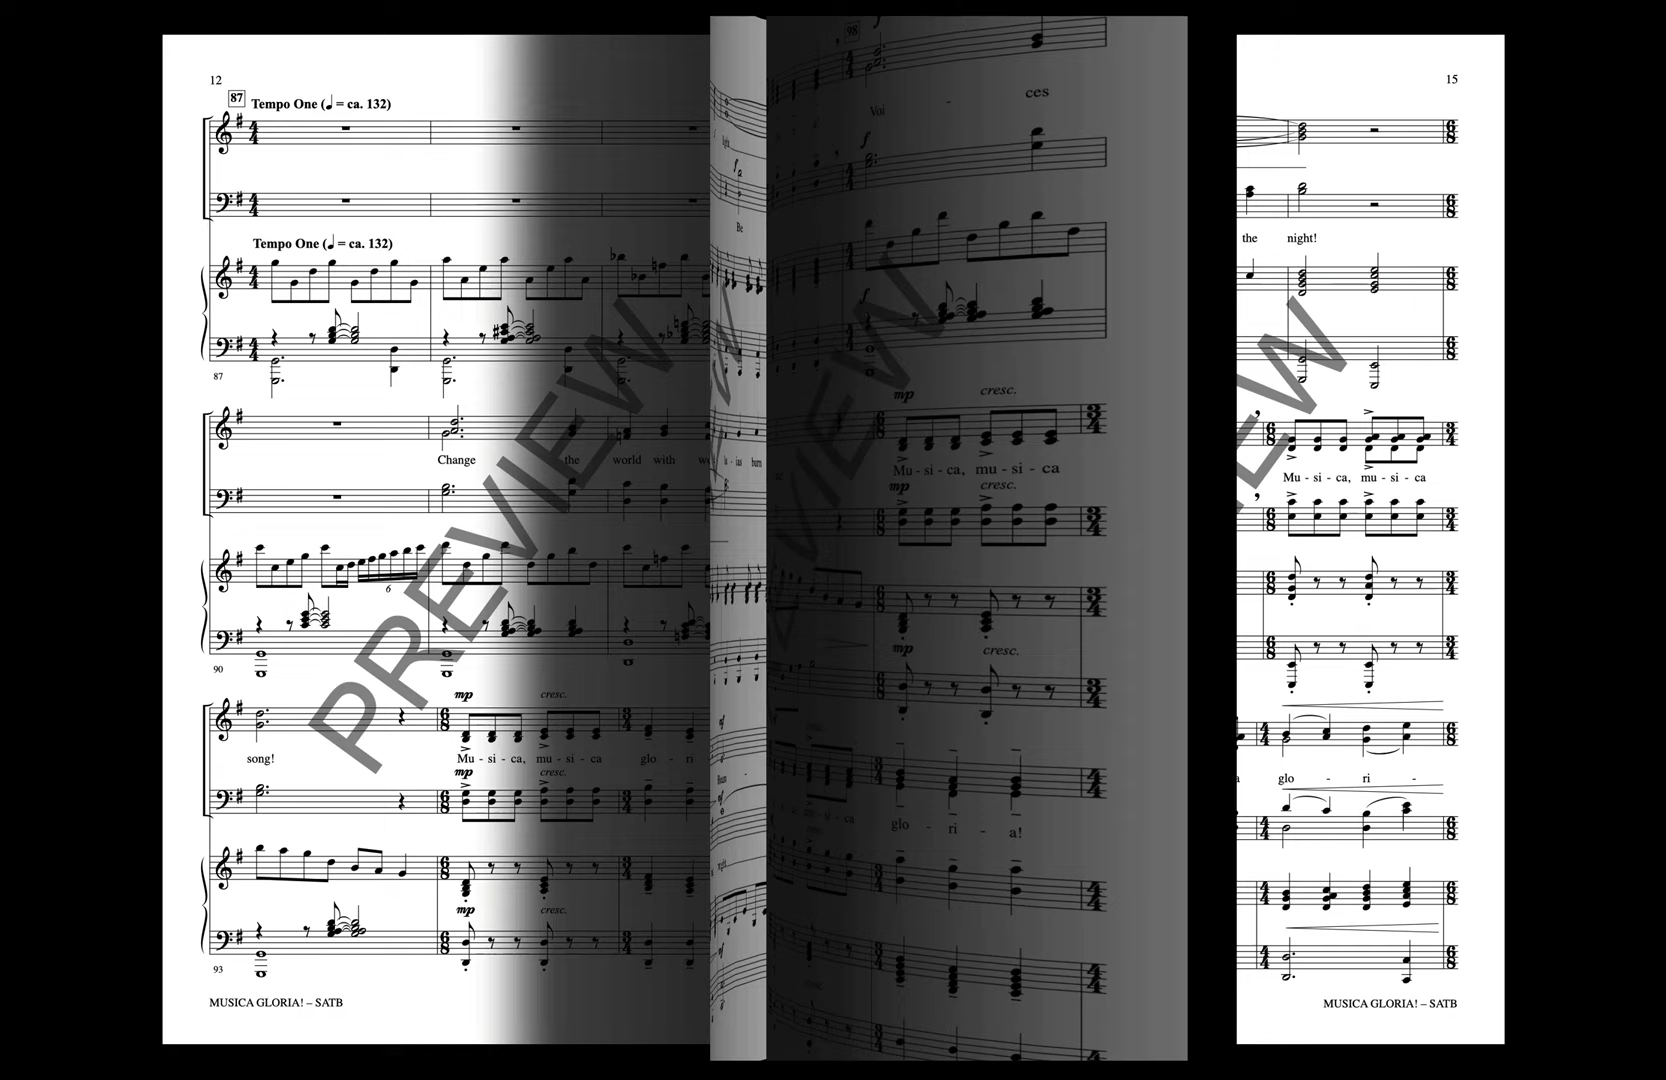 12
87 Tempo One (♩ = ca. 132)
Tempo One (♩ = ca. 132)
87
Change the world with
6
90
mp cresc.
song! Mu - si - ca, mu - si - ca glo - ri
mp cresc.
mp cresc.
93
MUSICA GLORIA! – SATB
PREVIEW
Be
98
f
ces
Voi -
f
f
mp cresc.
Mu - si - ca, mu - si - ca
mp cresc.
mp cresc.
glo - ri - a!
15
the night!
Mu - si - ca, mu - si - ca
glo - ri -
MUSICA GLORIA! – SATB